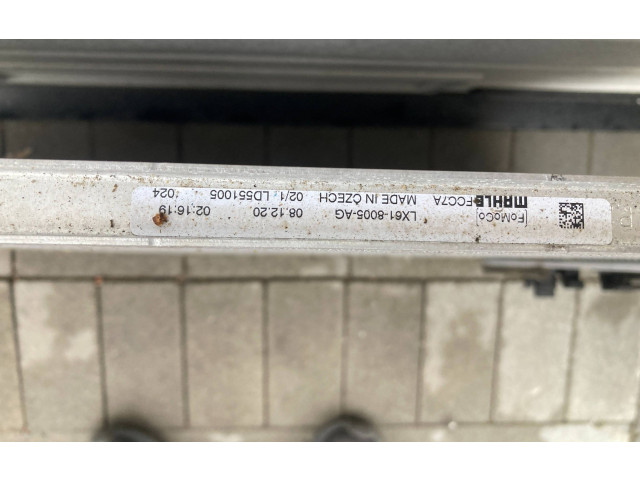 FoMoCo LX61-8005-AG 08.12.20 02:16:19
MAHLE FCC7A MADE IN CZECH 02/1 LD551005 024